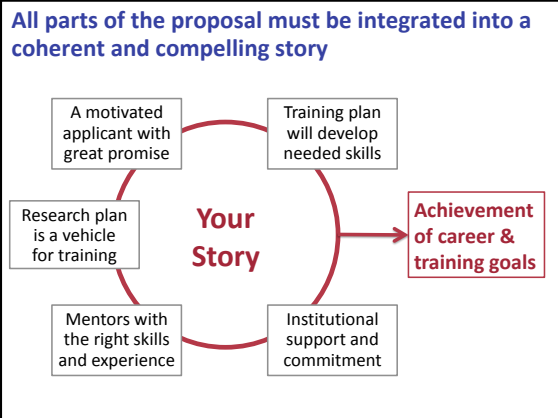 All parts of the proposal must be integrated into a
coherent and compelling story
A motivated
applicant with
great promise
Training plan
will develop
needed skills
Research plan
is a vehicle
for training
Your
Story
Achievement
of career &
training goals
Mentors with
the right skills
and experience
Institutional
support and
commitment